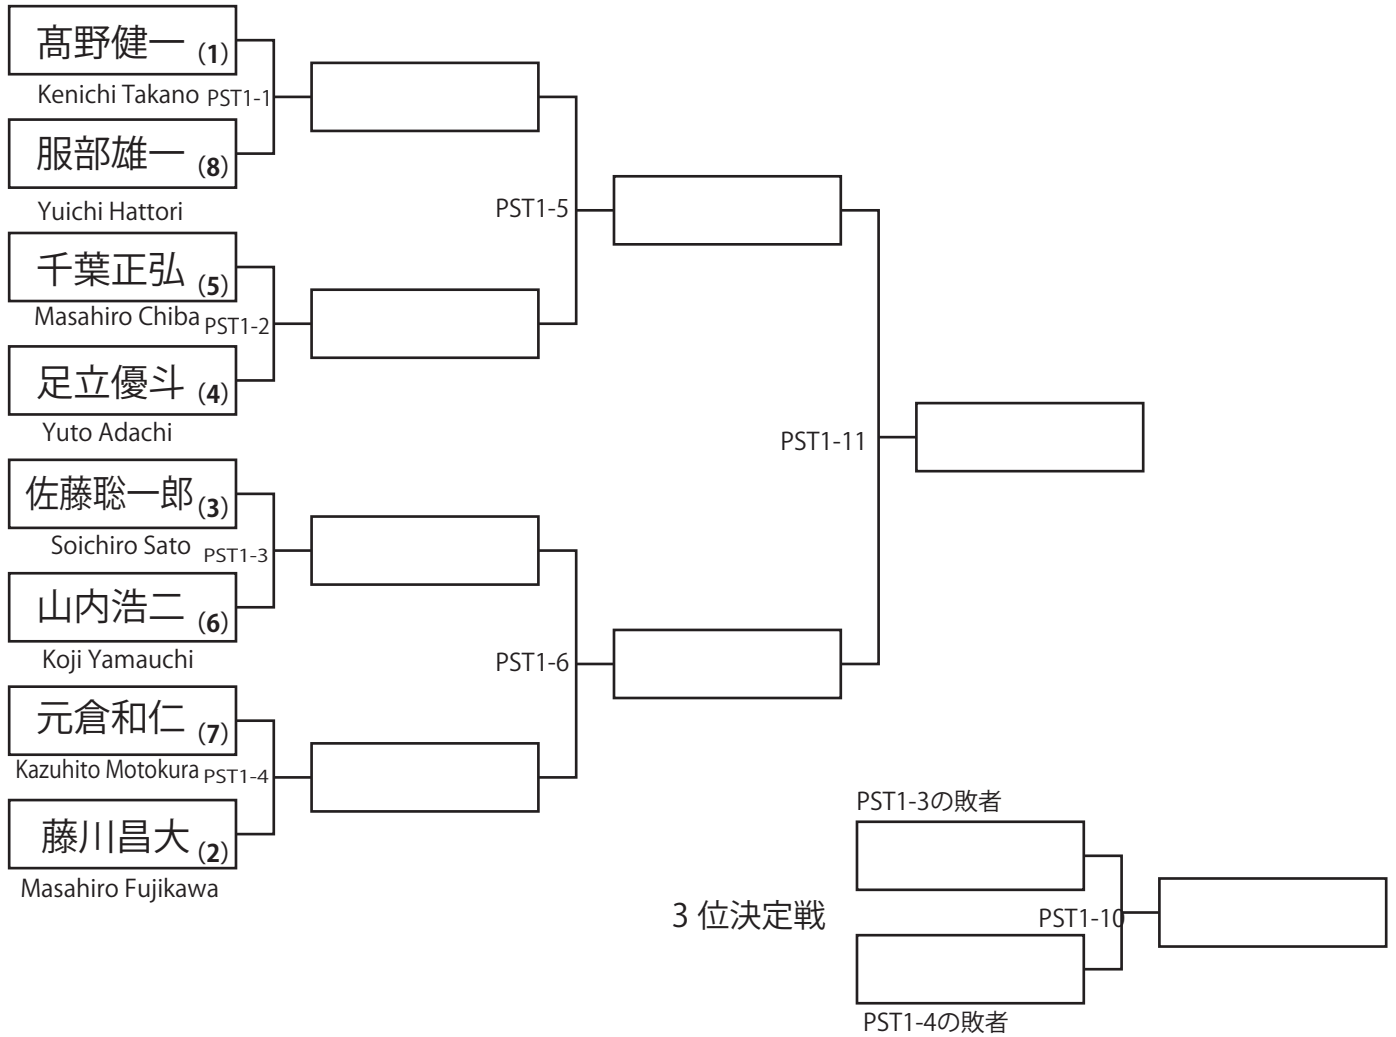 髙野健一 (1)
Kenichi Takano
PST1-1
服部雄一 (8)
Yuichi Hattori
PST1-5
千葉正弘 (5)
Masahiro Chiba
PST1-2
足立優斗 (4)
Yuto Adachi
PST1-11
佐藤聡一郎 (3)
Soichiro Sato
PST1-3
山内浩二 (6)
Koji Yamauchi
PST1-6
元倉和仁 (7)
Kazuhito Motokura
PST1-4
藤川昌大 (2)
Masahiro Fujikawa
PST1-3の敗者
3 位決定戦
PST1-10
PST1-4の敗者